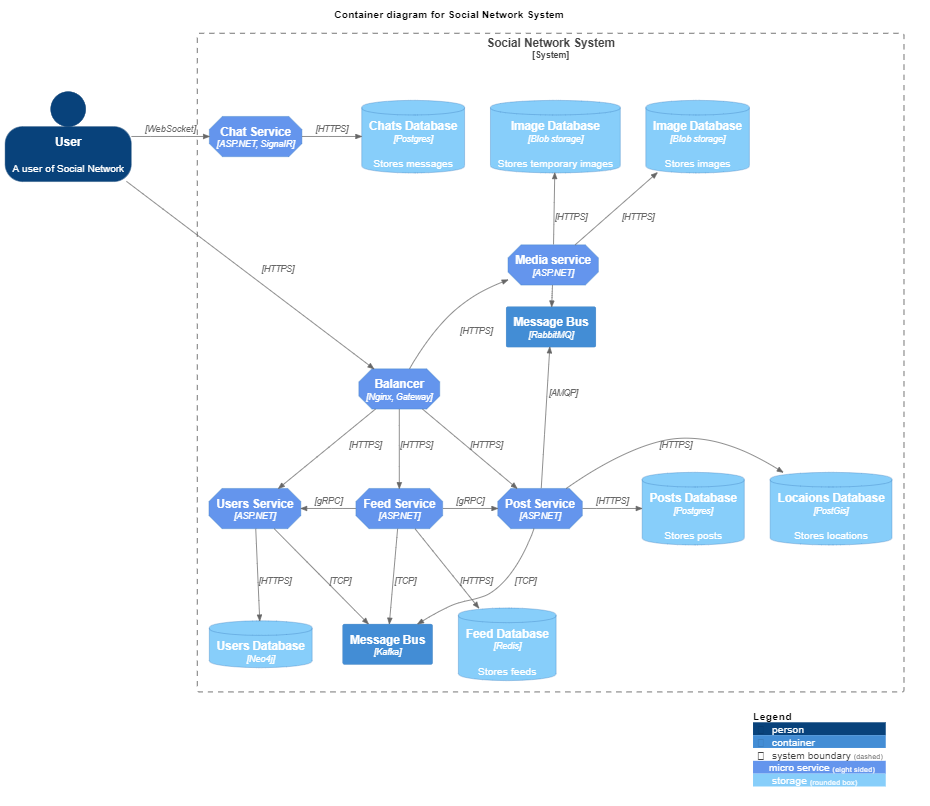 Container diagram for Social Network System
Social Network System
[System]
User
A user of Social Network
[WebSocket]
Chat Service
[ASP.NET, SignalR]
[HTTPS]
Chats Database
[Postgres]
Stores messages
Image Database
[Blob storage]
Stores temporary images
Image Database
[Blob storage]
Stores images
[HTTPS]
[HTTPS]
[HTTPS]
Media service
[ASP.NET]
Message Bus
[RabbitMQ]
[HTTPS]
Balancer
[Nginx, Gateway]
[AMQP]
[HTTPS]
[HTTPS]
[HTTPS]
[HTTPS]
Users Service
[ASP.NET]
[gRPC]
Feed Service
[ASP.NET]
[gRPC]
Post Service
[ASP.NET]
[HTTPS]
Posts Database
[Postgres]
Stores posts
Locaions Database
[PostGis]
Stores locations
[HTTPS]
[TCP]
[TCP]
[HTTPS]
[TCP]
Users Database
[Neo4j]
Message Bus
[Kafka]
Feed Database
[Redis]
Stores feeds
Legend
person
container
system boundary (dashed)
micro service (eight sided)
storage (rounded box)